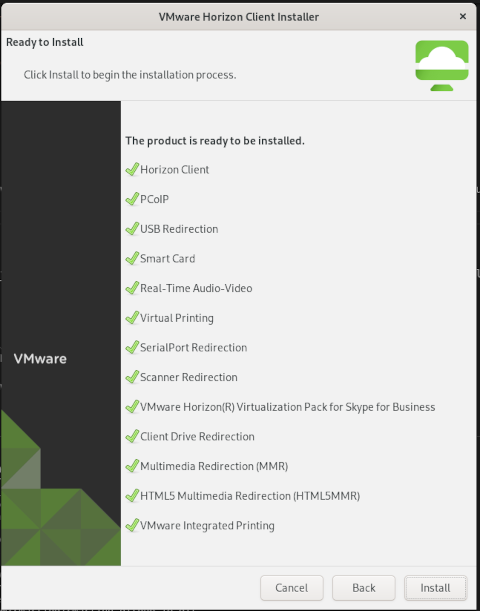 VMware Horizon Client Installer
Ready to Install
Click Install to begin the installation process.
The product is ready to be installed.
Horizon Client
PCoIP
USB Redirection
Smart Card
Real-Time Audio-Video
Virtual Printing
SerialPort Redirection
Scanner Redirection
VMware Horizon(R) Virtualization Pack for Skype for Business
Client Drive Redirection
Multimedia Redirection (MMR)
HTML5 Multimedia Redirection (HTML5MMR)
VMware Integrated Printing
VMware
Cancel Back Install